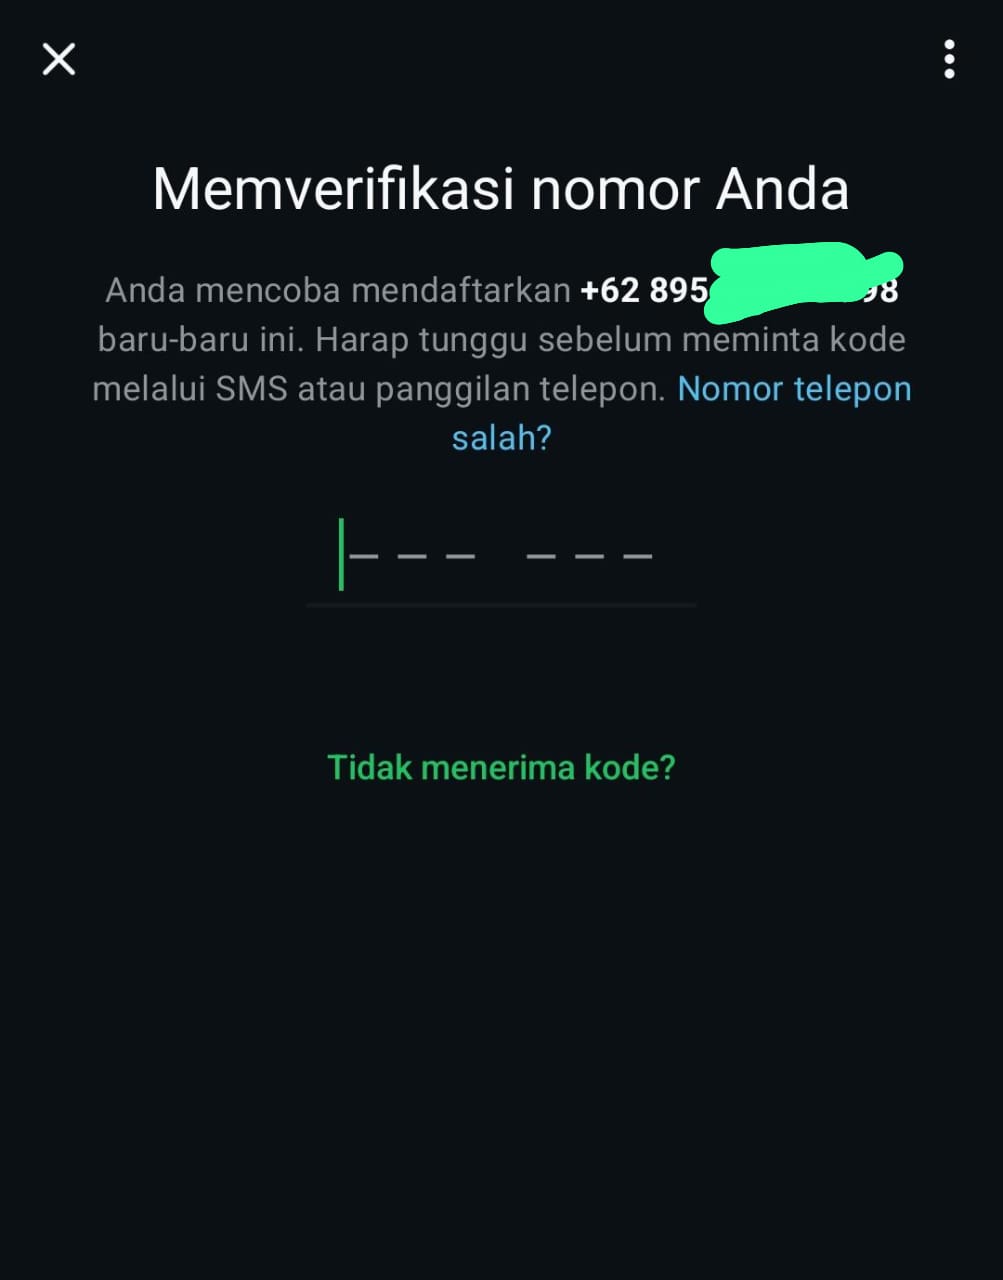 Memverifikasi nomor Anda
Anda mencoba mendaftarkan +62 895 98
baru-baru ini. Harap tunggu sebelum meminta kode
melalui SMS atau panggilan telepon. Nomor telepon
salah?
Tidak menerima kode?